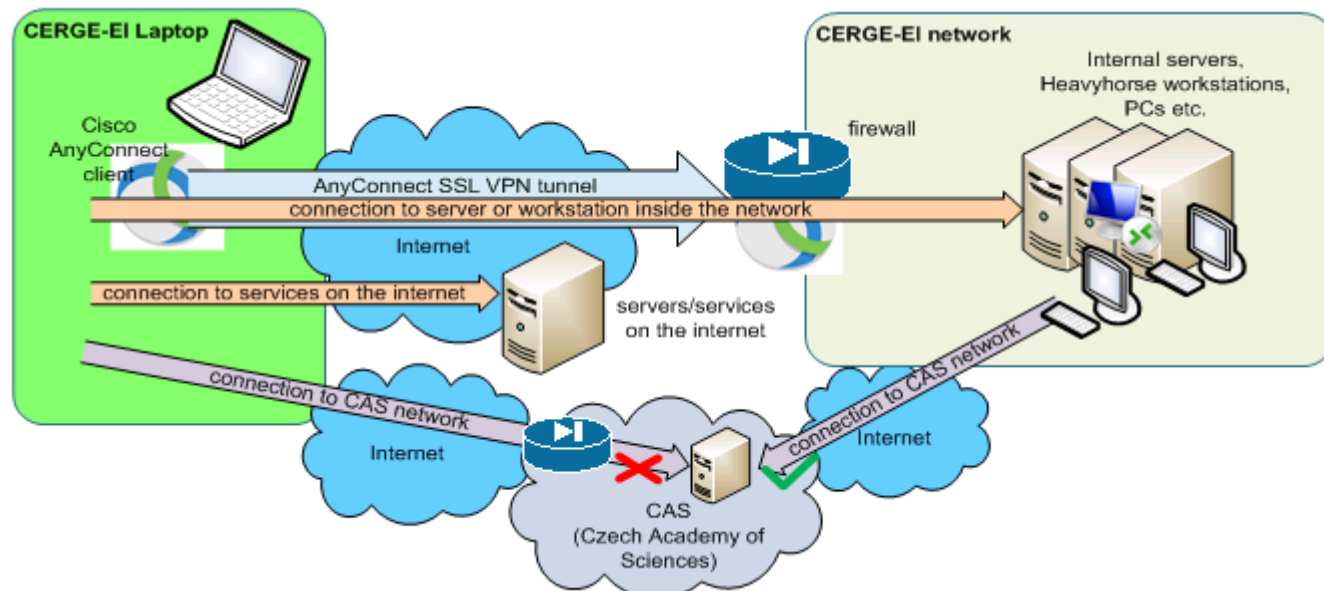 CERGE-EI Laptop
Cisco
AnyConnect
client
CERGE-EI network
Internal servers,
Heavyhorse workstations,
PCs etc.
firewall
AnyConnect SSL VPN tunnel
connection to server or workstation inside the network
Internet
connection to services on the internet
servers/services
on the internet
connection to CAS network
Internet
connection to CAS network
Internet
CAS
(Czech Academy of
Sciences)